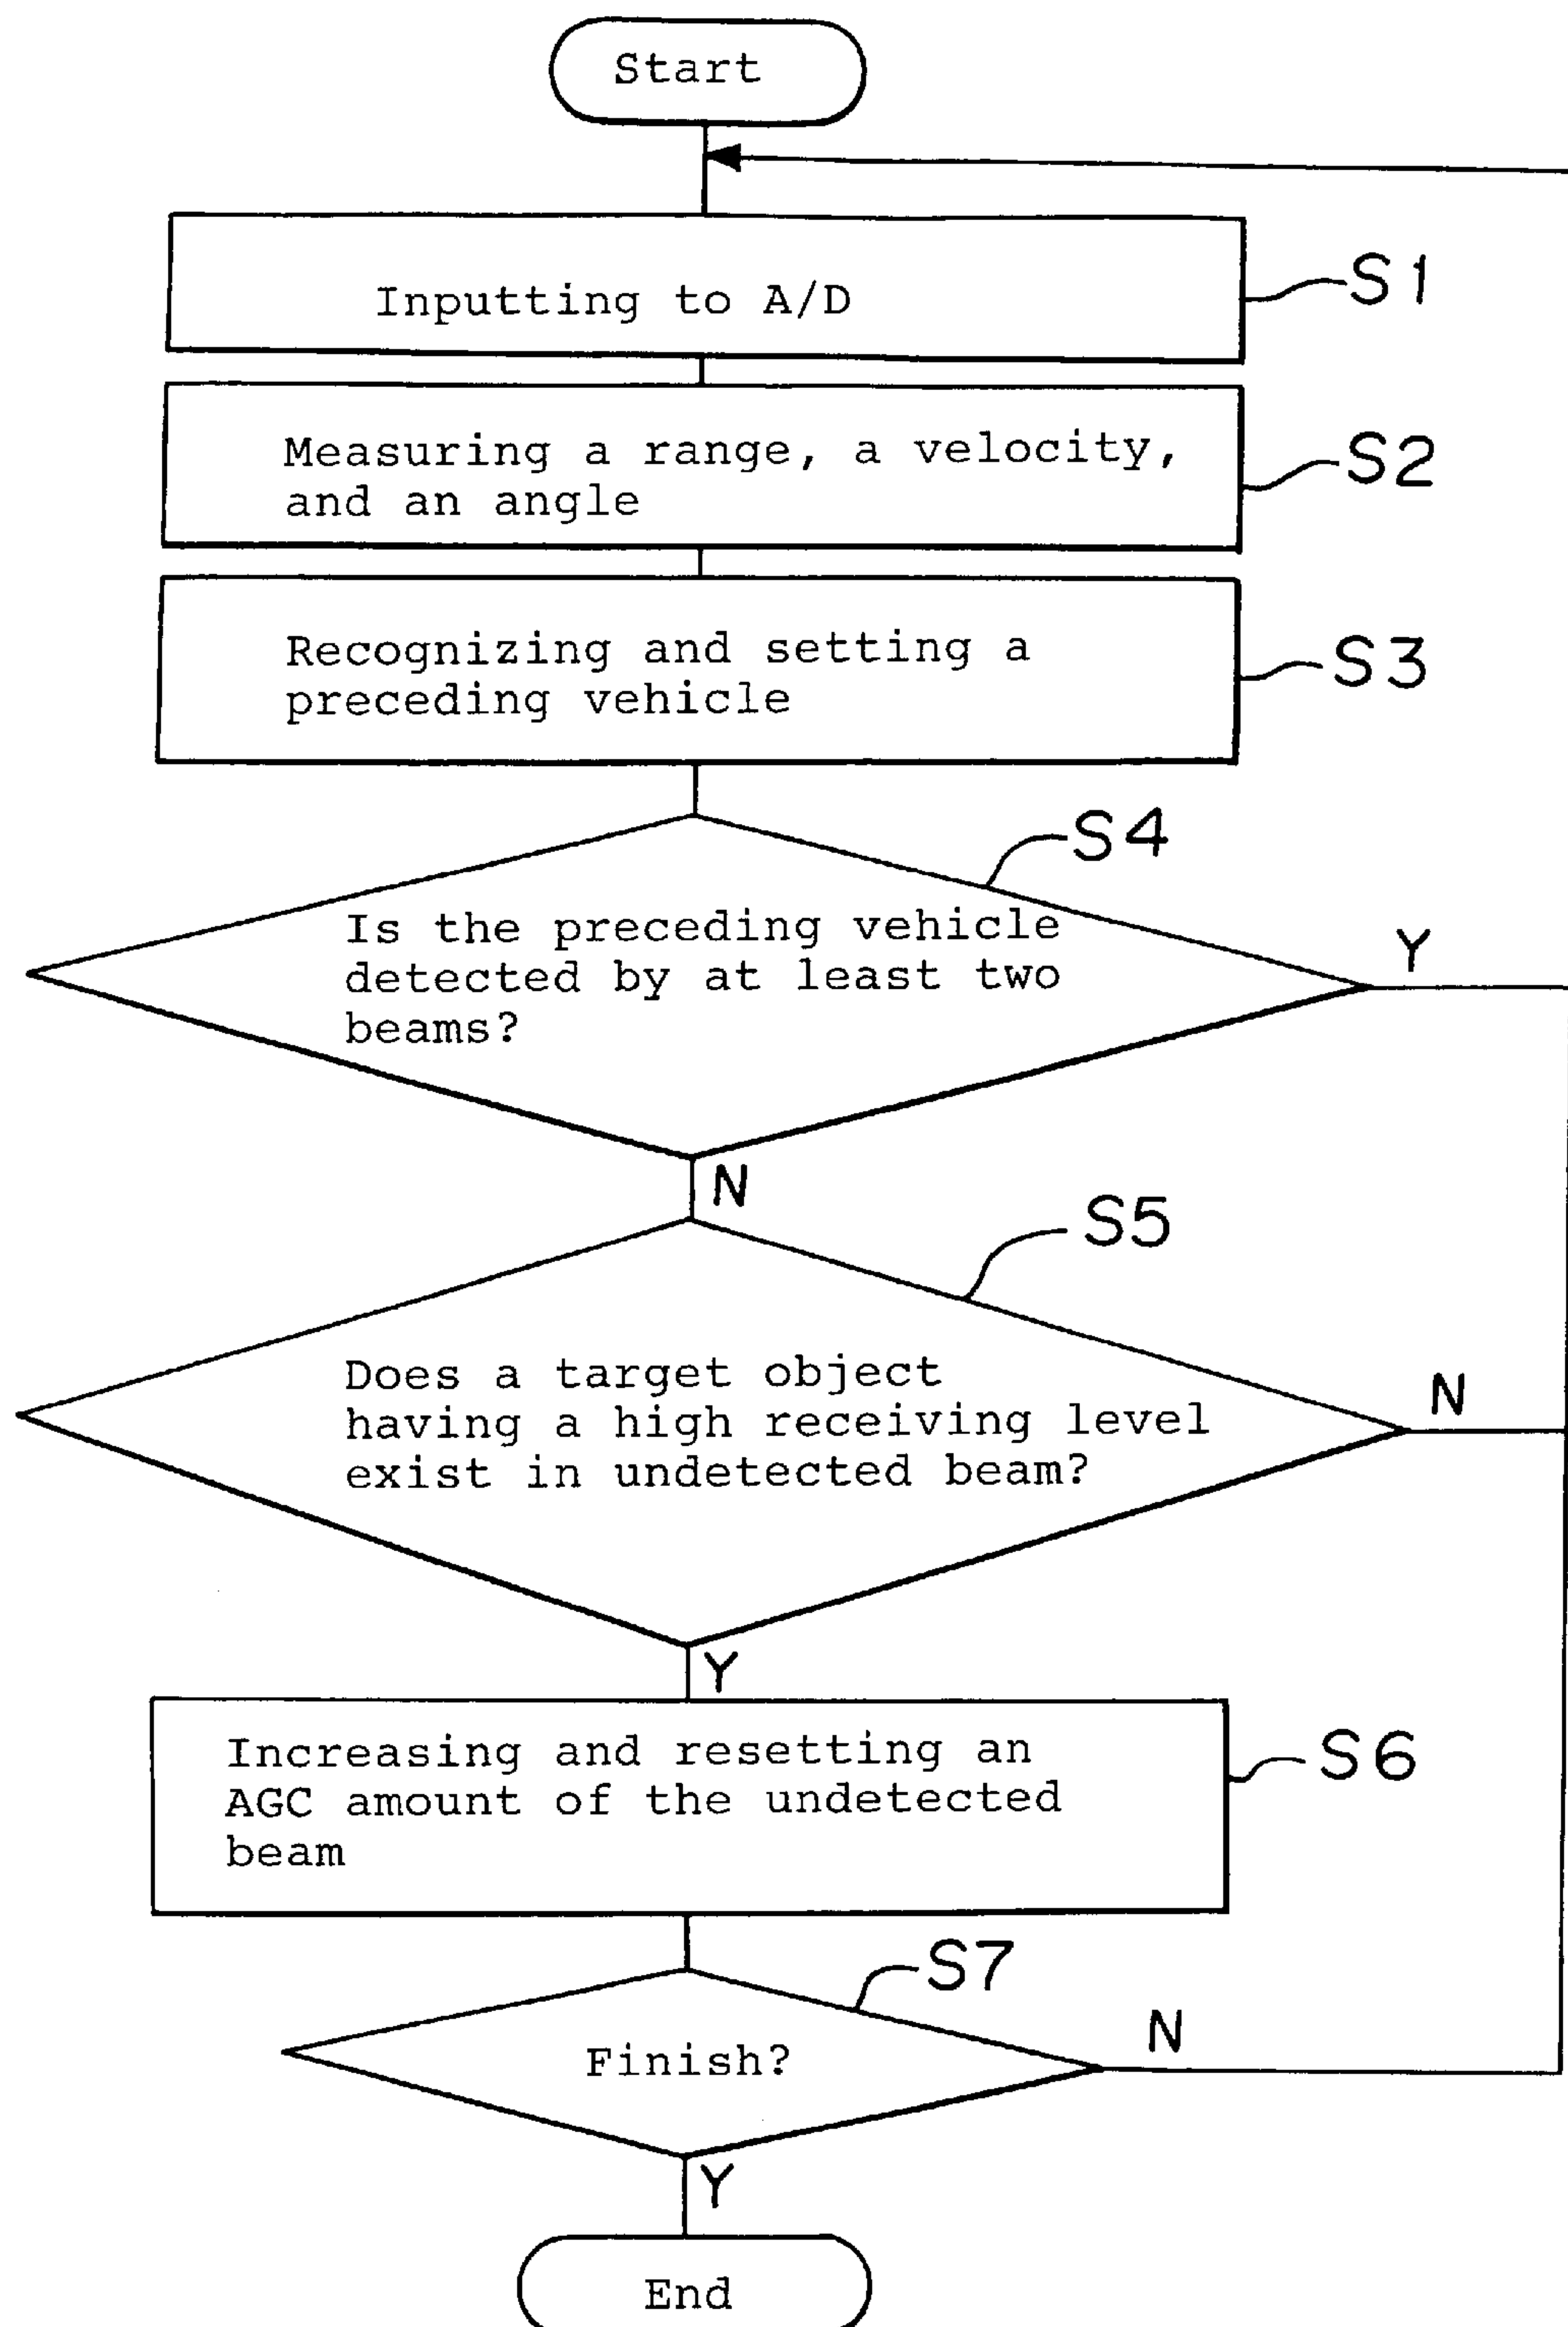 Start
Inputting to A/D
S1
Measuring a range, a velocity,
and an angle
S2
Recognizing and setting a
preceding vehicle
S3
S4
Is the preceding vehicle
detected by at least two
beams?
Y
N
S5
Does a target object
having a high receiving level
exist in undetected beam?
N
Y
Increasing and resetting an
AGC amount of the undetected
beam
S6
S7
Finish?
N
Y
End